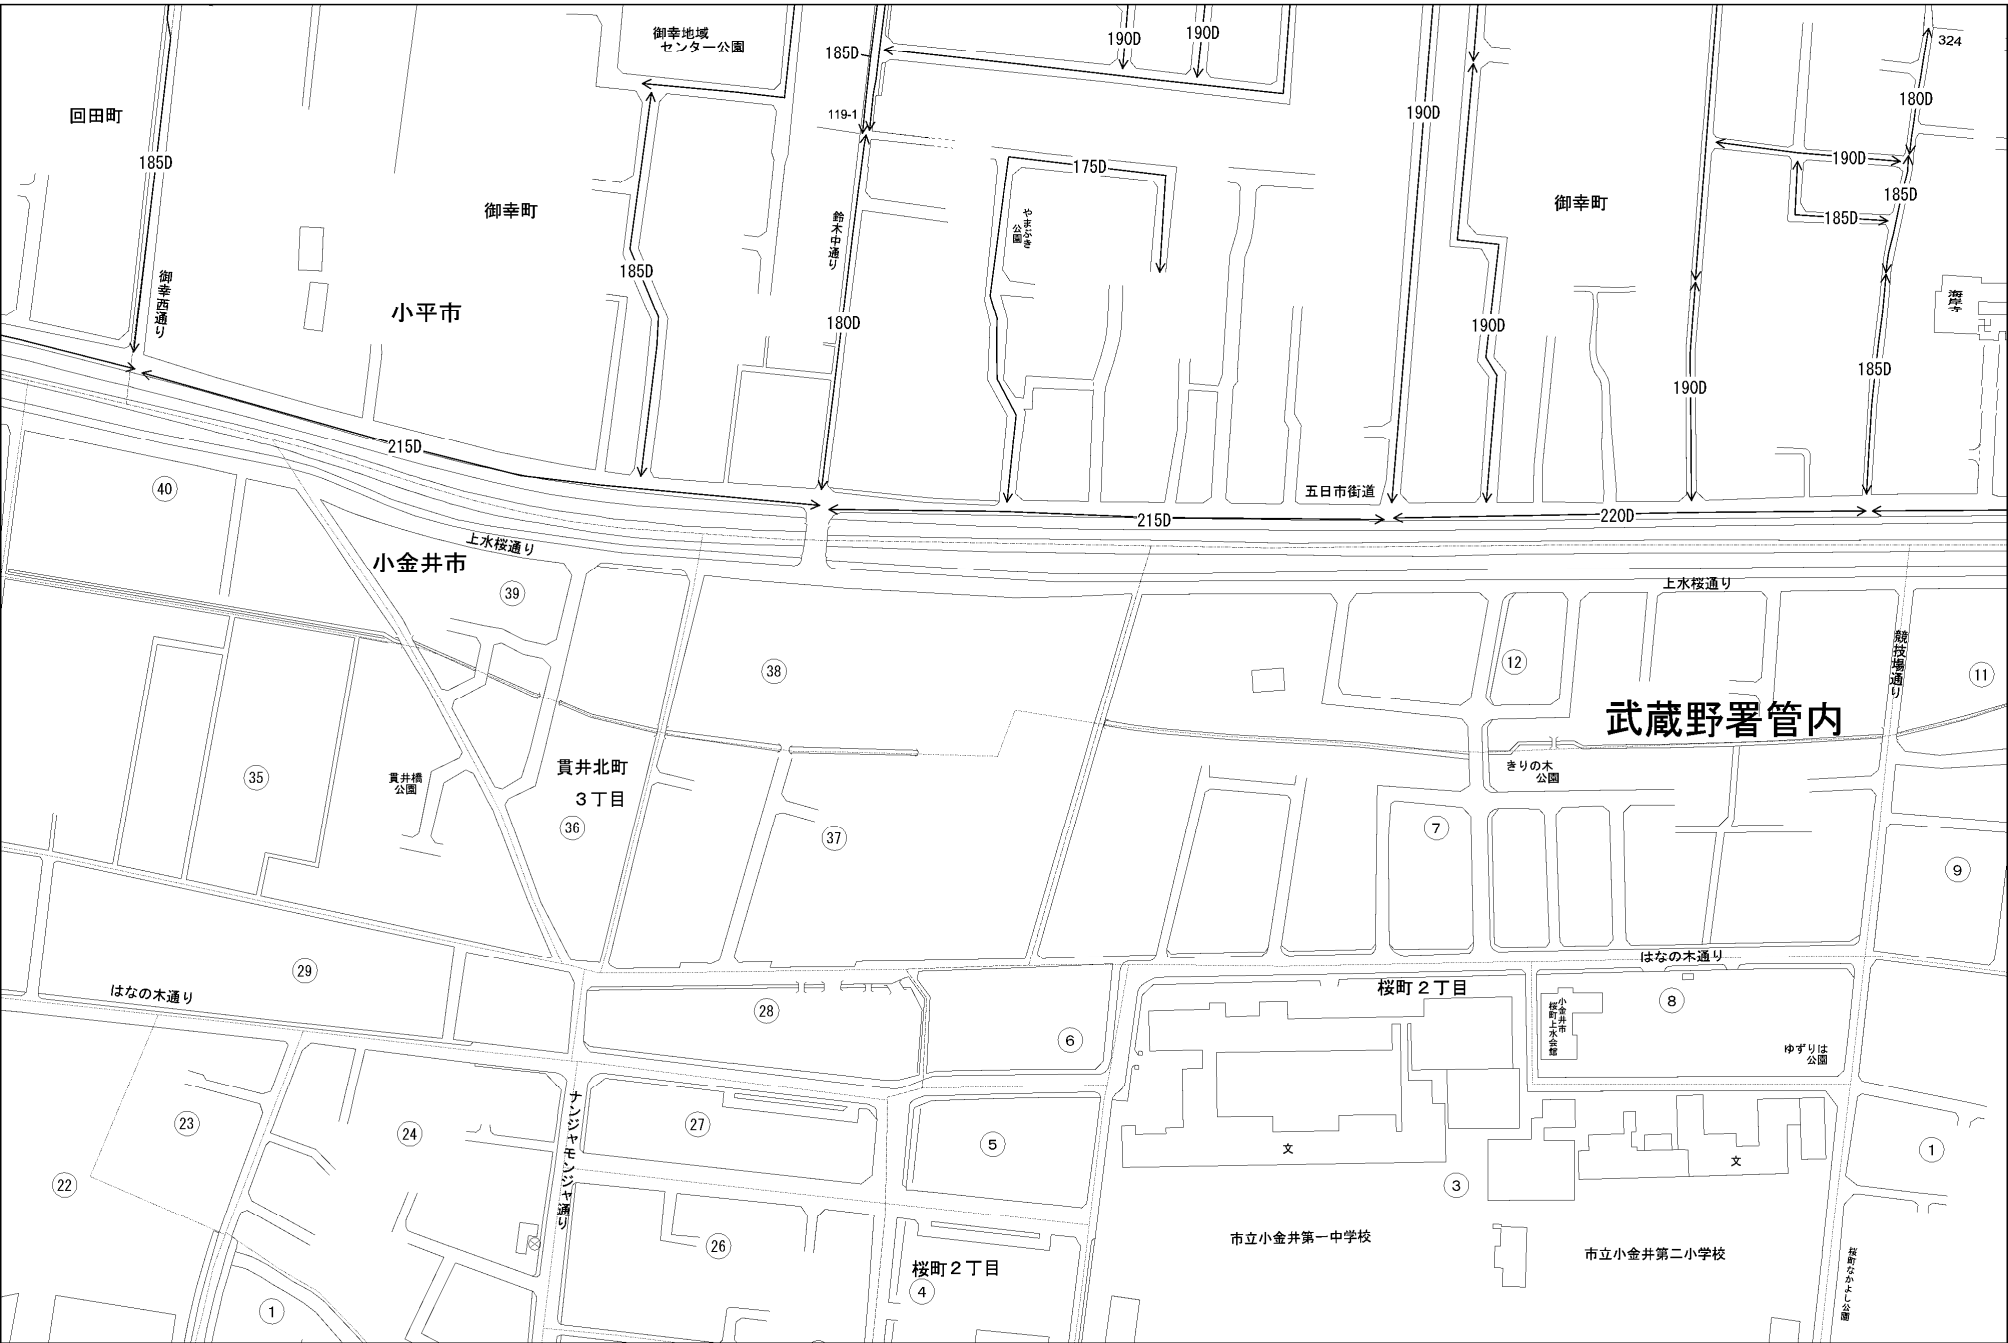 御幸地域
センター公園
185D
190D
190D
324
回田町
119-1
190D
180D
185D
175D
190D
185D
御幸町
鈴木中通り
やまぶき
公園
御幸町
185D
御幸西通り
185D
小平市
180D
190D
海岸寺
190D
185D
215D
五日市街道
215D
220D
40
上水桜通り
小金井市
39
上水桜通り
38
12
競技場通り
11
武蔵野署管内
貫井北町
3丁目
きりの木
公園
35
貫井橋
公園
36
37
7
9
29
はなの木通り
はなの木通り
28
桜町2丁目
8
小金井市
桜町上水会館
6
ゆずりは
公園
23
24
ナンジャモンジャ通り
27
5
文
文
1
22
3
26
市立小金井第一中学校
市立小金井第二小学校
桜町2丁目
4
桜町なかよし公園
1